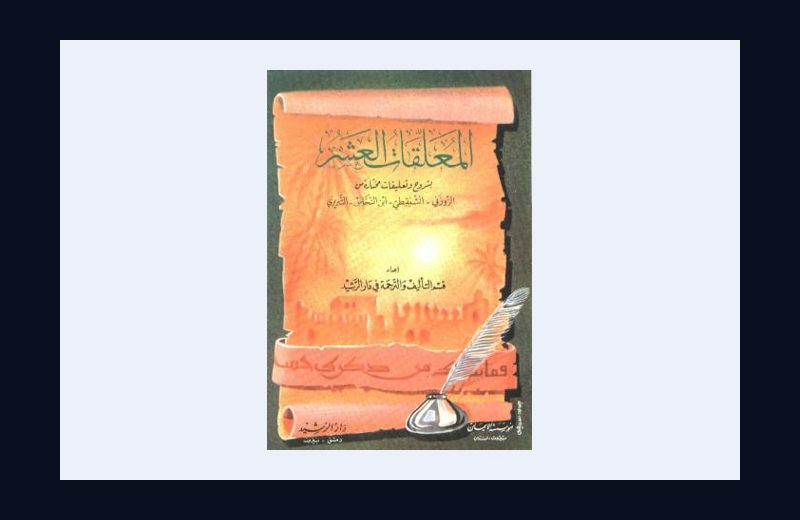 المعلقات العشر
بشروح وتعليقات مختارة من
الزوزني - الشنقيطي - ابن النحاس - التبريزي
إعداد
قسم التأليف والترجمة في دار الرشيد
قفا نبك من ذكرى
دار الرشيد
مؤسسة الإيمان
دمشق - بيروت